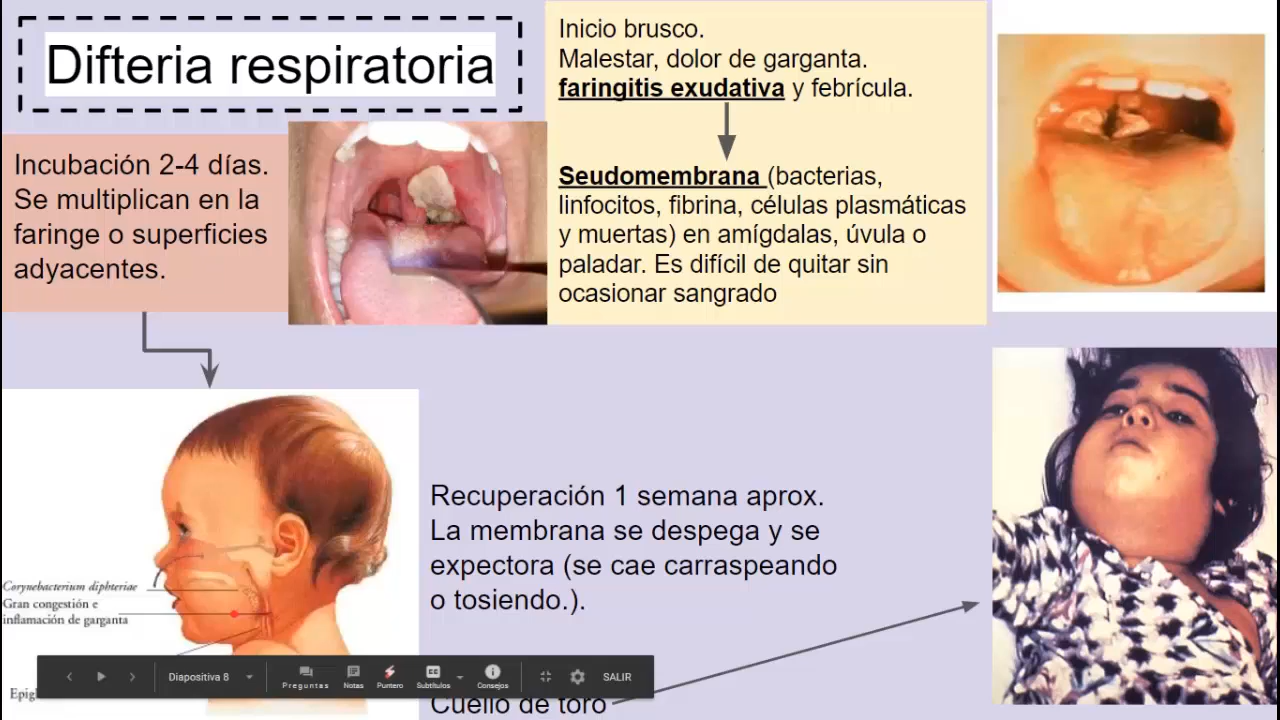 Difteria respiratoria
Incubación 2-4 días.
Se multiplican en la
faringe o superficies
adyacentes.
Inicio brusco.
Malestar, dolor de garganta.
faringitis exudativa y febrícula.
Seudomembrana (bacterias,
linfocitos, fibrina, células plasmáticas
y muertas) en amígdalas, úvula o
paladar. Es difícil de quitar sin
ocasionar sangrado
Corynebacterium diphteriae
Gran congestión e
inflamación de garganta
Recuperación 1 semana aprox.
La membrana se despega y se
expectora (se cae carraspeando
o tosiendo.).
Cuello de toro
Diapositiva 8
Preguntas
Notas
Puntero
Subtítulos
Consejos
SALIR